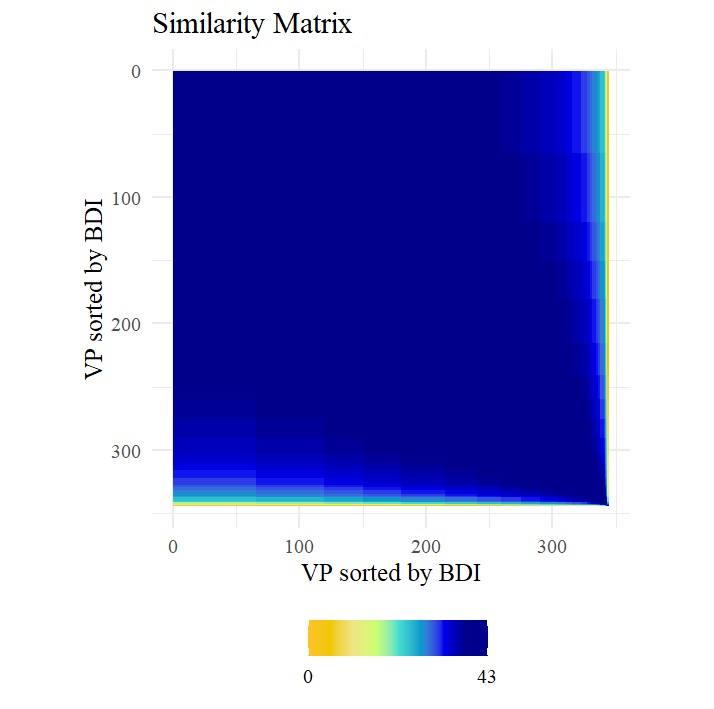 Similarity Matrix
0
100
200
300
VP sorted by BDI
0 100 200 300
VP sorted by BDI
0 43